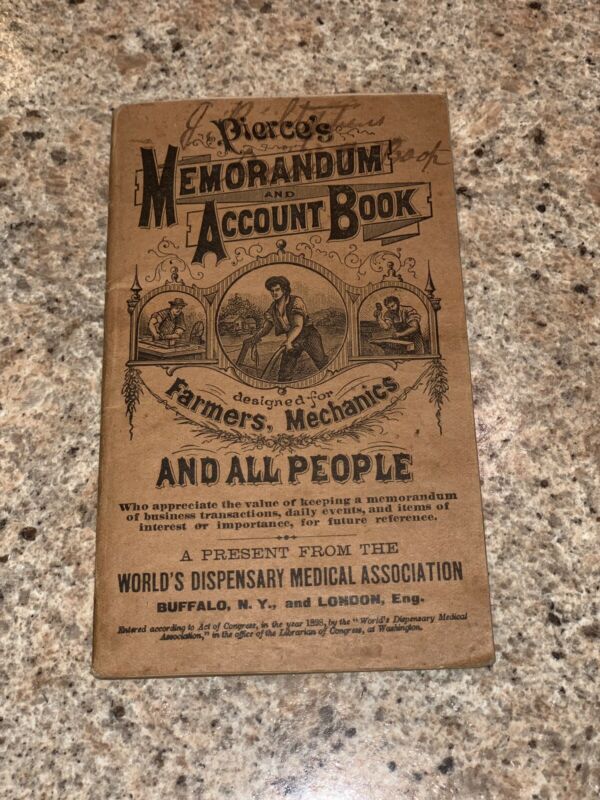 Pierce's
Book
MEMORANDUM
AND
ACCOUNT BOOK
designed for
Farmers, Mechanics
AND ALL PEOPLE
Who appreciate the value of keeping a memorandum
of business transactions, daily events, and items of
interest or importance, for future reference.
A PRESENT FROM THE
WORLD'S DISPENSARY MEDICAL ASSOCIATION
BUFFALO, N. Y., and LONDON, Eng.
Entered according to Act of Congress, in the year 1898, by the "World's Dispensary Medical
Association," in the office of the Librarian of Congress, at Washington.